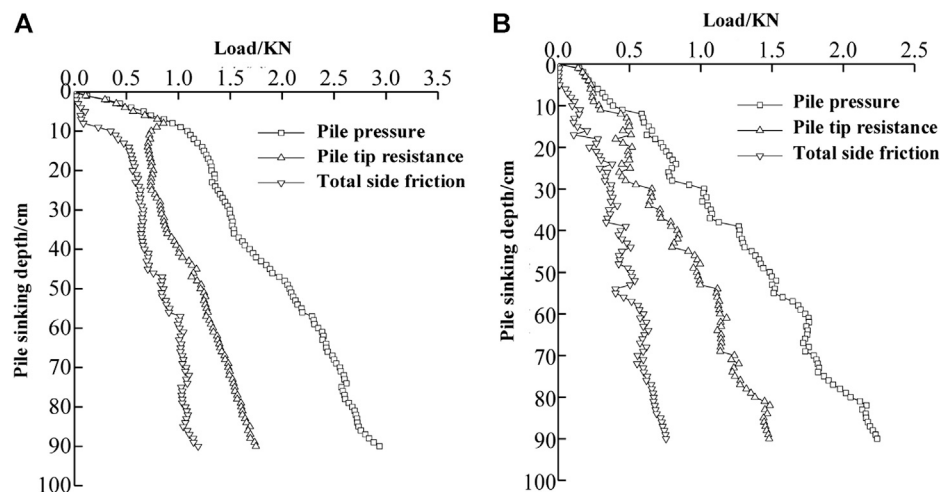 A
Load/KN
0.0 0.5 1.0 1.5 2.0 2.5 3.0 3.5
0
10
20
30
40
50
60
70
80
90
100
Pile sinking depth/cm
Pile pressure
Pile tip resistance
Total side friction
B
Load/KN
0.0 0.5 1.0 1.5 2.0 2.5
0
10
20
30
40
50
60
70
80
90
100
Pile sinking depth/cm
Pile pressure
Pile tip resistance
Total side friction